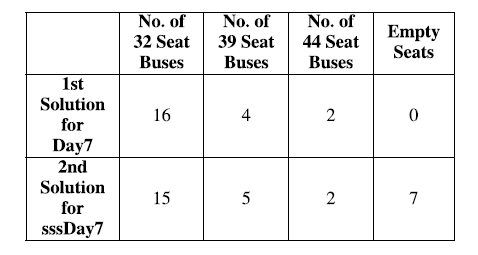 No. of No. of No. of Empty
32 Seat 39 Seat 44 Seat Seats
Buses Buses Buses
1st
Solution
for
Day7
16 4 2 0
2nd
Solution
for
sssDay7
15 5 2 7